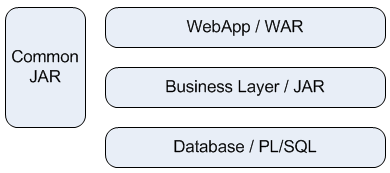 Common
JAR
WebApp / WAR
Business Layer / JAR
Database / PL/SQL